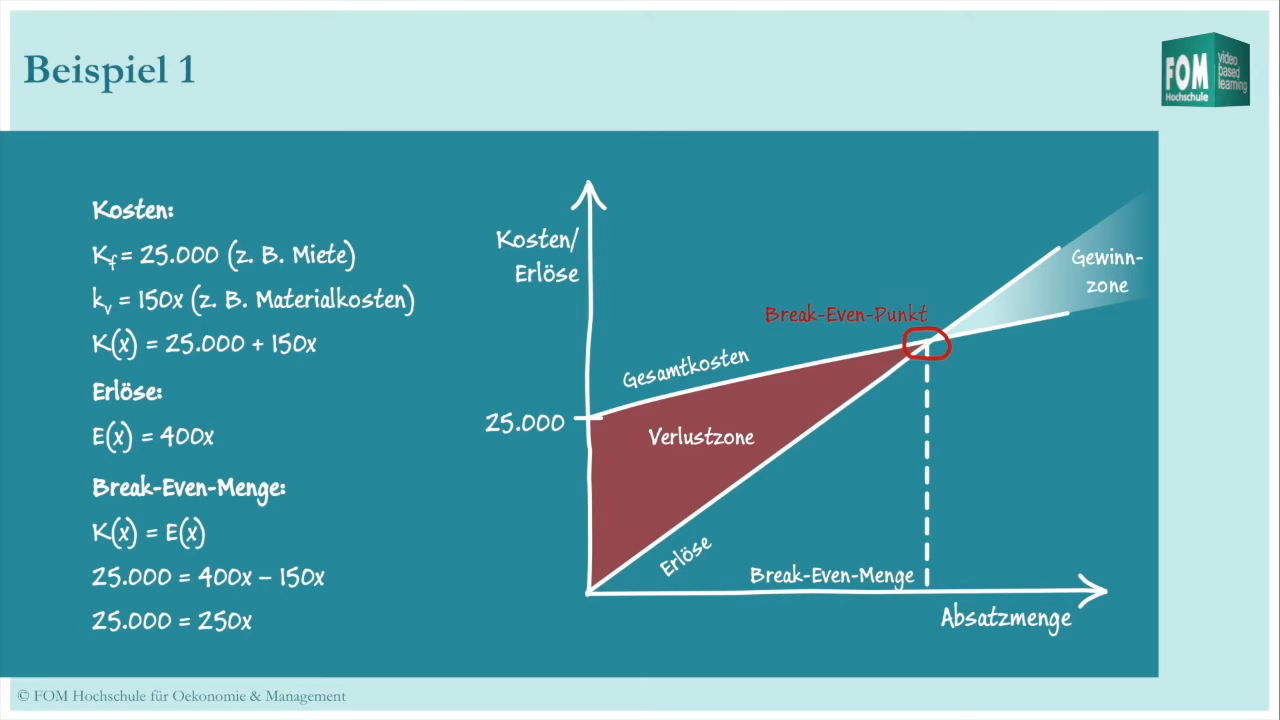 Beispiel 1
FOM
Hochschule
video
based
learning
Kosten:
Kf = 25.000 (z. B. Miete)
kv = 150x (z. B. Materialkosten)
K(x) = 25.000 + 150x
Erlöse:
E(x) = 400x
Break-Even-Menge:
K(x) = E(x)
25.000 = 400x – 150x
25.000 = 250x
Kosten/
Erlöse
Gewinn-
zone
Break-Even-Punkt
Gesamtkosten
25.000
Verlustzone
Erlöse
Break-Even-Menge
Absatzmenge
© FOM Hochschule für Oekonomie & Management